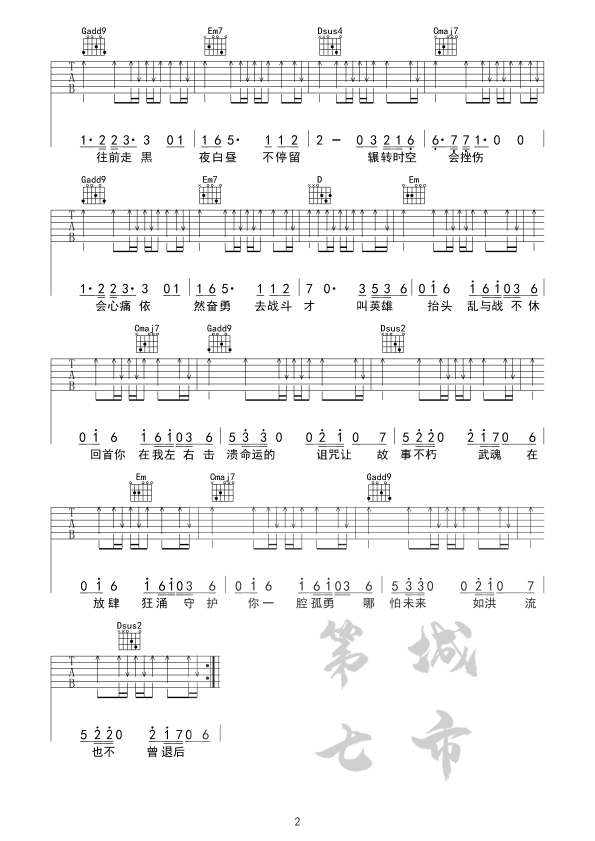 Gadd9 Em7 Dsus4 Cmaj7
T A B
1· 2 2 3· 3 0 1 | 1 6 5· 1 1 2 | 2 – 0 3 2 1 6 | 6· 7 7 1· 0 0
往前走 黑 夜白昼 不停留 辗转时空 会挫伤
Gadd9 Em7 D Em
T A B
1· 2 2 3· 3 0 1 | 1 6 5· 1 1 2 | 7 0· 3 5 3 6 | 0 1 6 1 6 1 0 3 6
会心痛 依 然奋勇 去战斗 才 叫英雄 抬头 乱与战 不 休
Cmaj7 Gadd9 Dsus2
T A B
0 1 6 1 6 1 0 3 6 | 5 3 3 0 0 2 1 0 7 | 5 2 2 0 2 1 7 0 6
回首你 在我左 右 击 溃命运的 诅咒让 故 事不朽 武魂 在
Em Cmaj7 Gadd9
T A B
0 1 6 1 6 1 0 3 6 | 0 1 6 1 6 1 0 3 6 | 5 3 3 0 0 2 1 0 7
放肆 狂涌 守 护 你一 腔孤勇 哪 怕未来 如洪 流
Dsus2
T A B
5 2 2 0 2 1 7 0 6
也不 曾退后
第七城市
2